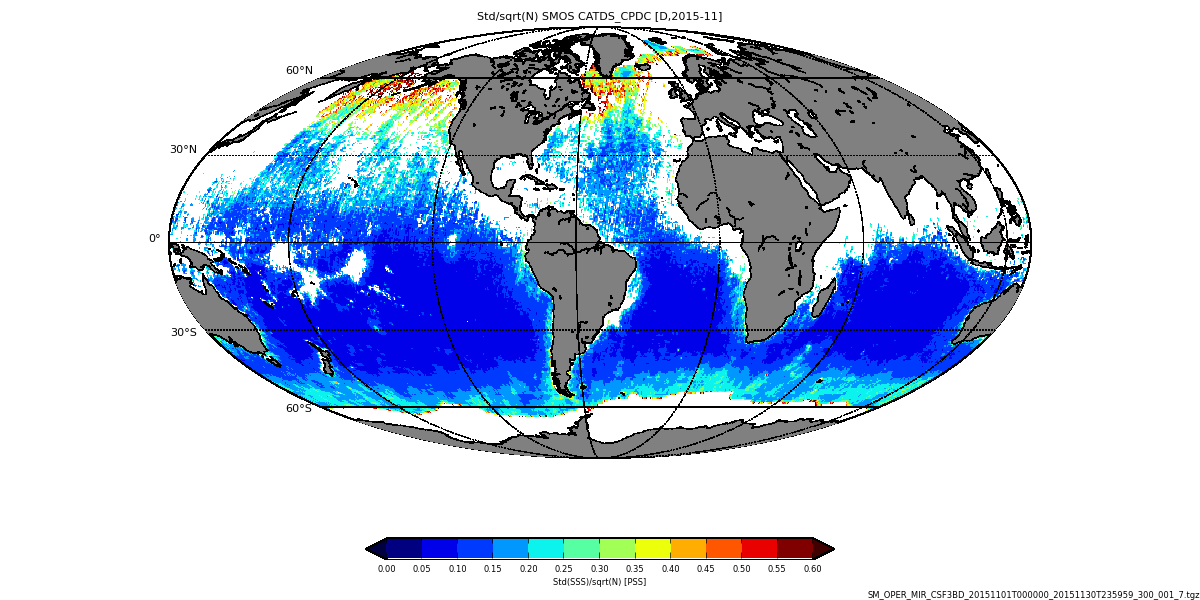 Std/sqrt(N) SMOS CATDS_CPDC [D,2015-11]
60°N
30°N
0°
30°S
60°S
0.00 0.05 0.10 0.15 0.20 0.25 0.30 0.35 0.40 0.45 0.50 0.55 0.60
Std(SSS)/sqrt(N) [PSS]
SM_OPER_MIR_CSF3BD_20151101T000000_20151130T235959_300_001_7.tgz